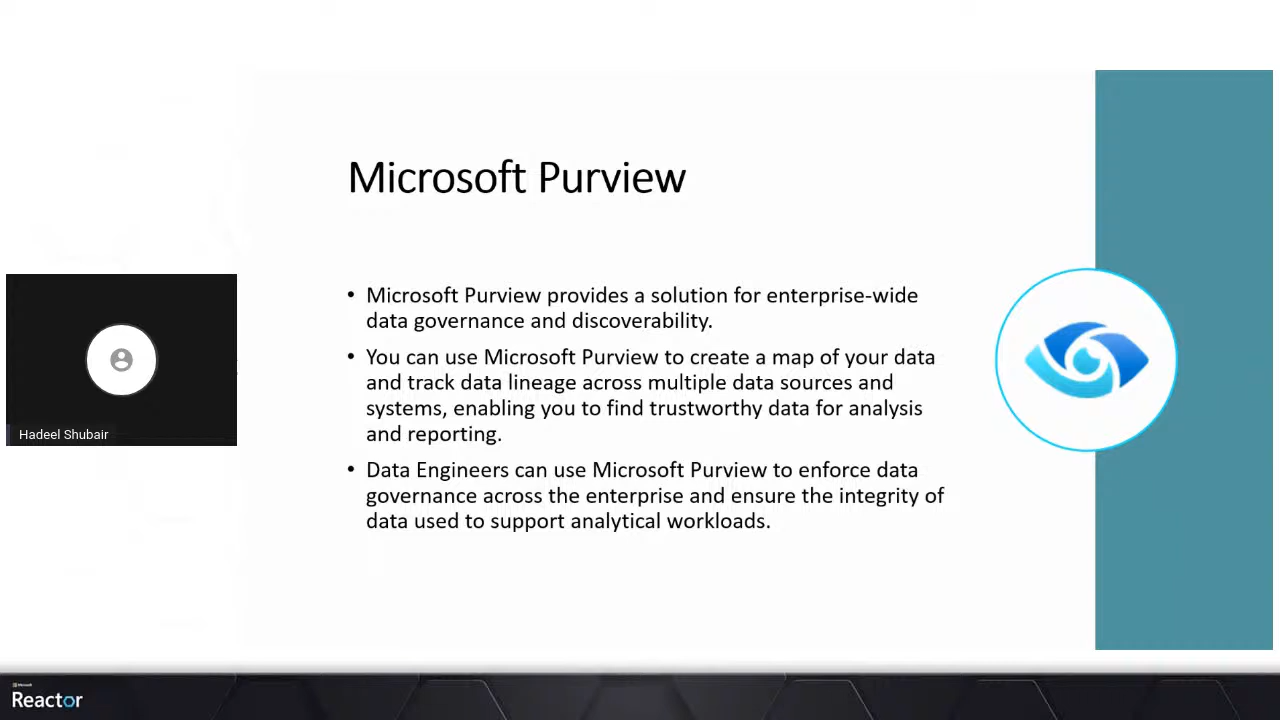 Microsoft Purview
• Microsoft Purview provides a solution for enterprise-wide
data governance and discoverability.
• You can use Microsoft Purview to create a map of your data
and track data lineage across multiple data sources and
systems, enabling you to find trustworthy data for analysis
and reporting.
• Data Engineers can use Microsoft Purview to enforce data
governance across the enterprise and ensure the integrity of
data used to support analytical workloads.
Hadeel Shubair
Microsoft
Reactor